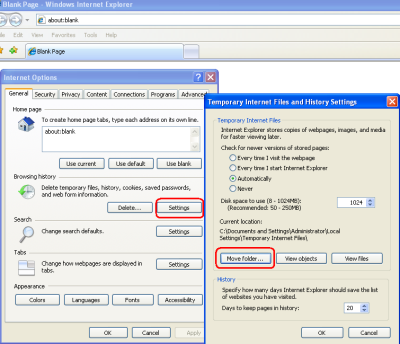 Blank Page - Windows Internet Explorer
about:blank
File Edit View Favorites Tools Help
Blank Page
Internet Options
General Security Privacy Content Connections Programs Advanced
Home page
To create home page tabs, type each address on its own line.
about:blank
Use current Use default Use blank
Browsing history
Delete temporary files, history, cookies, saved passwords,
and web form information.
Delete... Settings
Search
Change search defaults. Settings
Tabs
Change how webpages are displayed in
tabs. Settings
Appearance
Colors Languages Fonts Accessibility
OK Cancel Apply
Temporary Internet Files and History Settings
Temporary Internet Files
Internet Explorer stores copies of webpages, images, and media
for faster viewing later.
Check for newer versions of stored pages:
Every time I visit the webpage
Every time I start Internet Explorer
Automatically
Never
Disk space to use (8 - 1024MB): 1024
(Recommended: 50 - 250MB)
Current location:
C:\Documents and Settings\Administrator\Local
Settings\Temporary Internet Files\
Move folder... View objects View files
History
Specify how many days Internet Explorer should save the list
of websites you have visited.
Days to keep pages in history: 20
OK Cancel